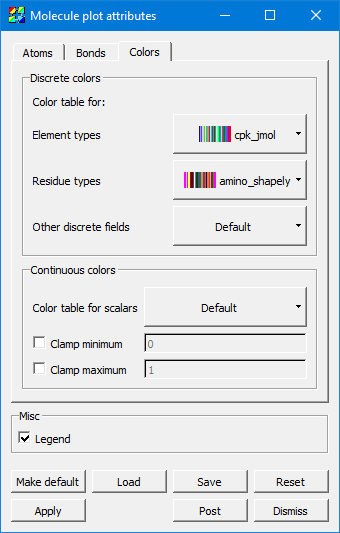 Molecule plot attributes
Atoms Bonds Colors
Discrete colors
Color table for:
Element types cpk_jmol
Residue types amino_shapely
Other discrete fields Default
Continuous colors
Color table for scalars Default
Clamp minimum 0
Clamp maximum 1
Misc
Legend
Make default Load Save Reset
Apply Post Dismiss